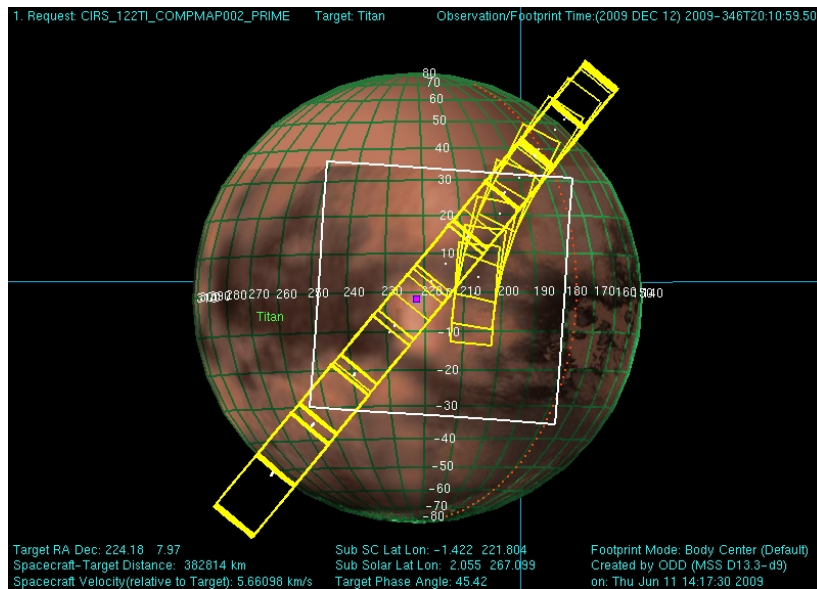 1. Request: CIRS_122TI_COMPMAP002_PRIME Target: Titan Observation/Footprint Time:(2009 DEC 12) 2009-346T20:10:59.50
80
70
60
50
40
30
20
10
280 270 260 250 240 230 220 210 200 190 180 170 160 140
Titan
-10
-20
-30
-40
-50
-60
-70
-80
Target RA Dec: 224.18 7.97 Sub SC Lat Lon: -1.422 221.804 Footprint Mode: Body Center (Default)
Spacecraft-Target Distance: 382814 km Sub Solar Lat Lon: 2.055 267.099 Created by ODD (MSS D13.3-d9)
Spacecraft Velocity(relative to Target): 5.66098 km/s Target Phase Angle: 45.42 on: Thu Jun 11 14:17:30 2009